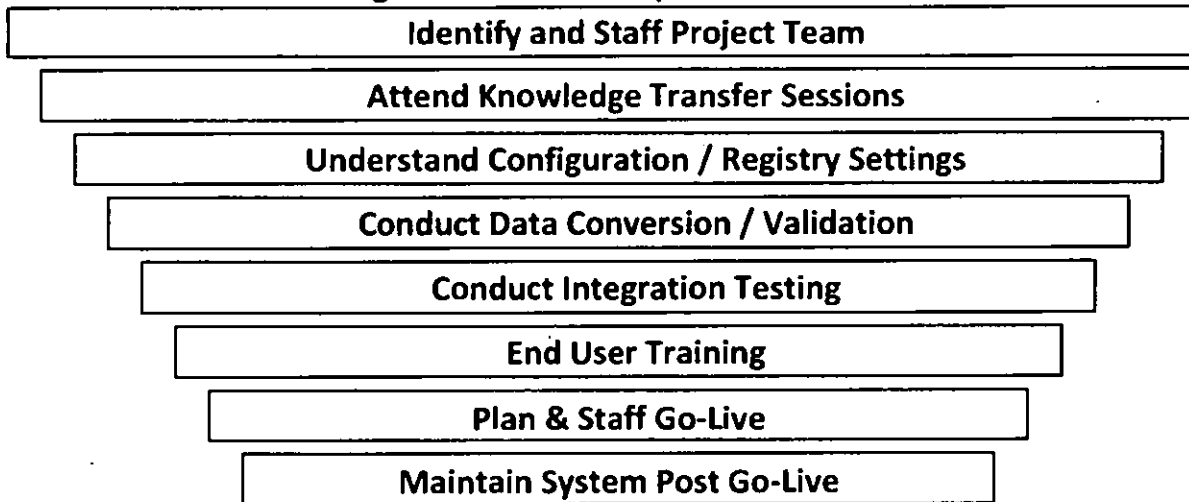 Identify and Staff Project Team
Attend Knowledge Transfer Sessions
Understand Configuration / Registry Settings
Conduct Data Conversion / Validation
Conduct Integration Testing
End User Training
Plan & Staff Go-Live
Maintain System Post Go-Live